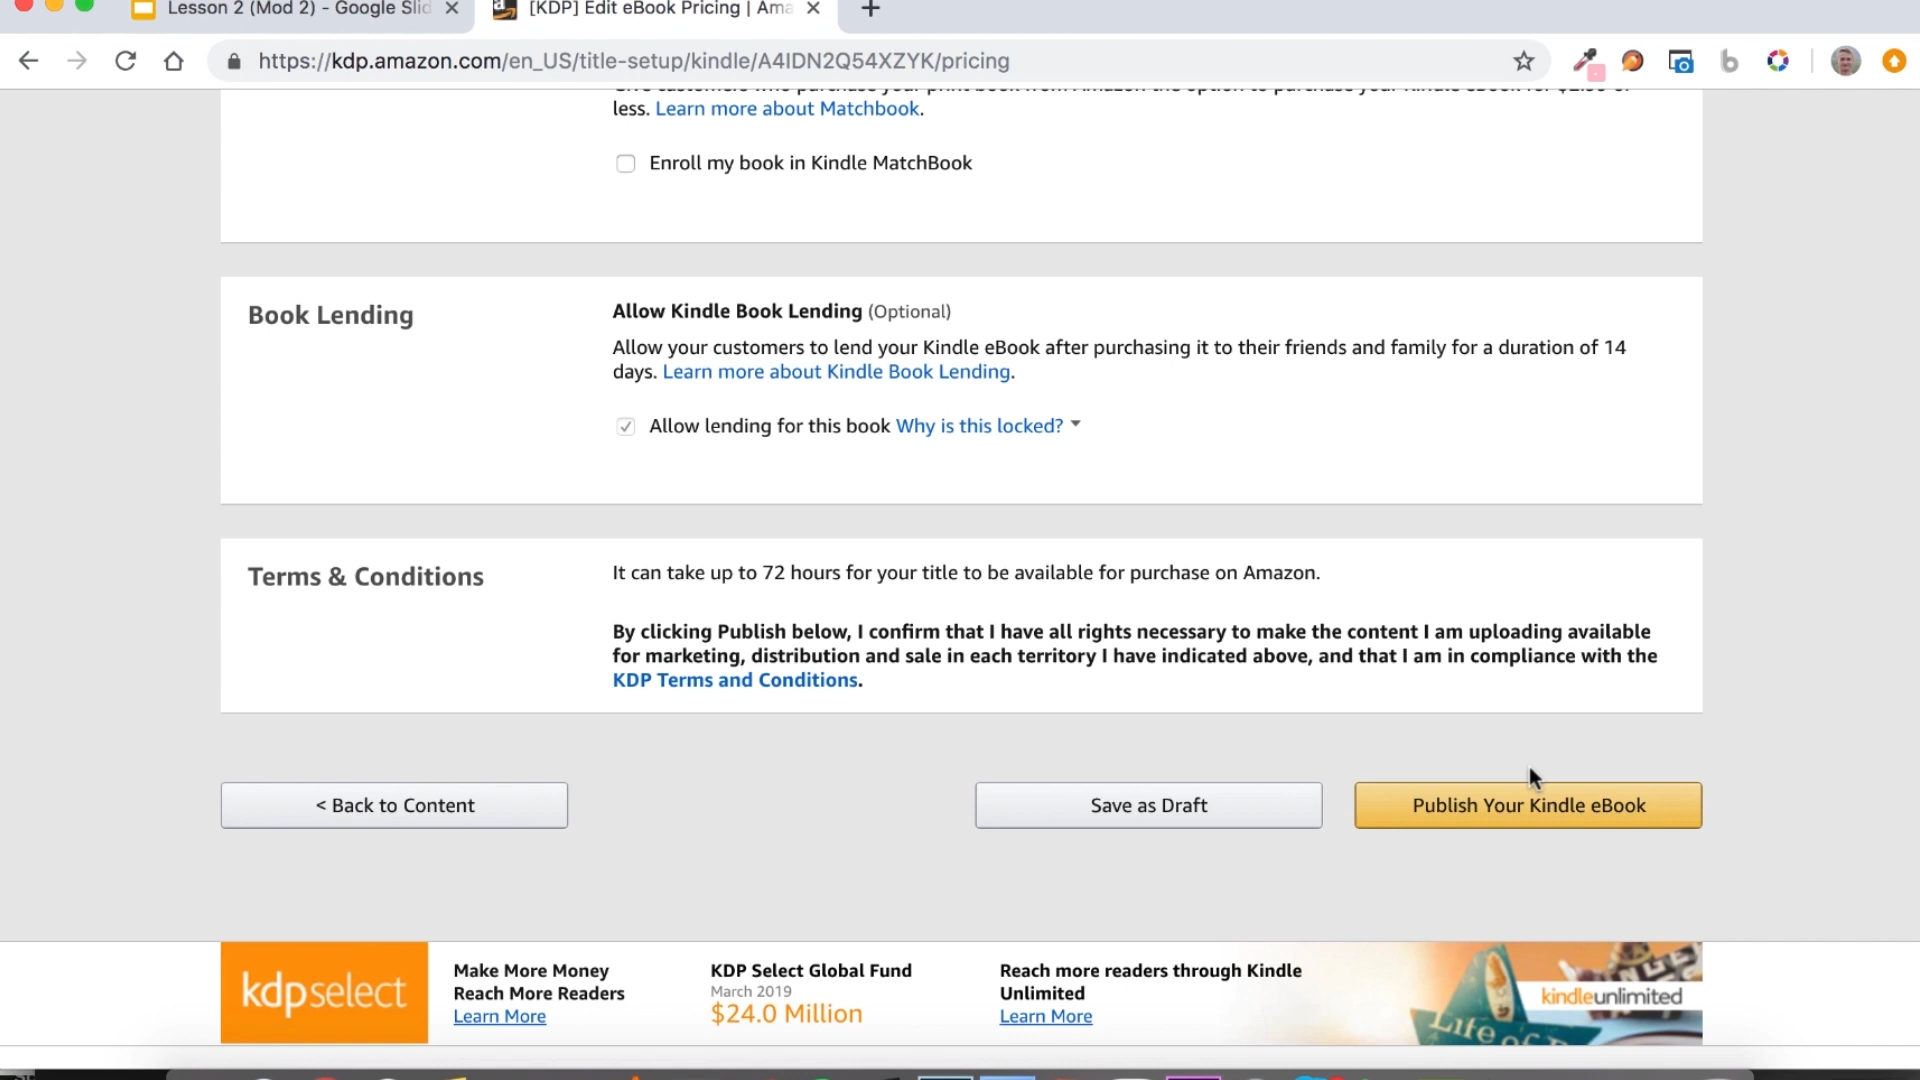 Lesson 2 (Mod 2) - Google Slid
[KDP] Edit eBook Pricing | Ama
https://kdp.amazon.com/en_US/title-setup/kindle/A4IDN2Q54XZYK/pricing
less. Learn more about Matchbook.
Enroll my book in Kindle MatchBook
Book Lending
Allow Kindle Book Lending (Optional)
Allow your customers to lend your Kindle eBook after purchasing it to their friends and family for a duration of 14
days. Learn more about Kindle Book Lending.
Allow lending for this book Why is this locked?
Terms & Conditions
It can take up to 72 hours for your title to be available for purchase on Amazon.
By clicking Publish below, I confirm that I have all rights necessary to make the content I am uploading available
for marketing, distribution and sale in each territory I have indicated above, and that I am in compliance with the
KDP Terms and Conditions.
< Back to Content
Save as Draft
Publish Your Kindle eBook
kdpselect
Make More Money
Reach More Readers
Learn More
KDP Select Global Fund
March 2019
$24.0 Million
Reach more readers through Kindle
Unlimited
Learn More
kindleunlimited
Life of